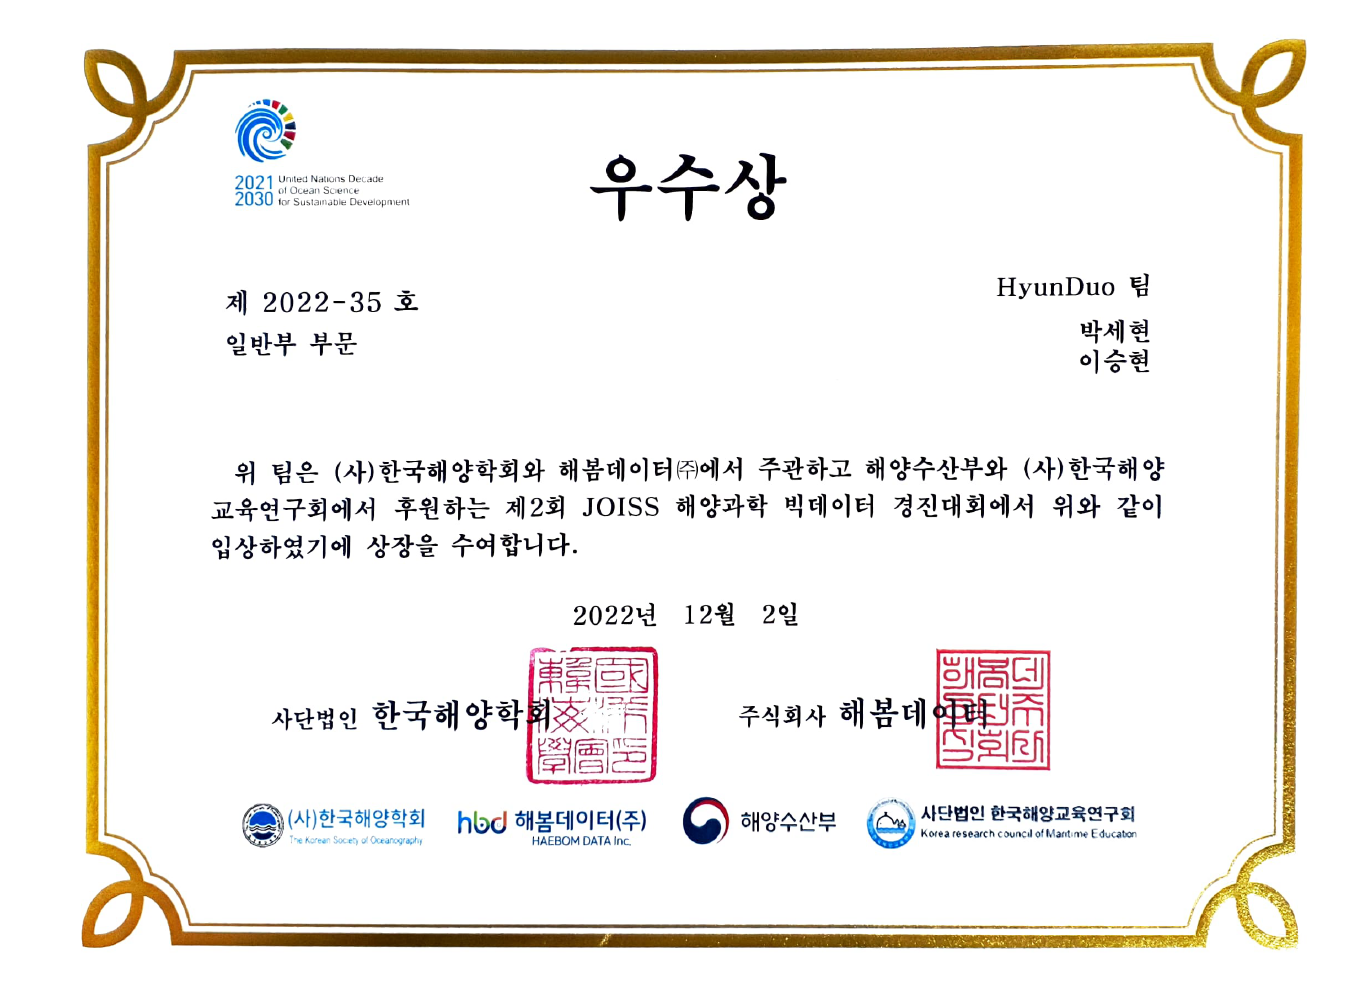 2021
2030
United Nations Decade
of Ocean Science
for Sustainable Development
우수상
제 2022-35 호
일반부 부문
HyunDuo 팀
박세현
이승현
위 팀은 (사)한국해양학회와 해봄데이터㈜에서 주관하고 해양수산부와 (사)한국해양
교육연구회에서 후원하는 제2회 JOISS 해양과학 빅데이터 경진대회에서 위와 같이
입상하였기에 상장을 수여합니다.
2022년 12월 2일
사단법인 한국해양학회
주식회사 해봄데이터
(사)한국해양학회
The Korean Society of Oceanography
hbd 해봄데이터(주)
HAEBOM DATA Inc.
해양수산부
사단법인 한국해양교육연구회
Korea research council of Maritime Education